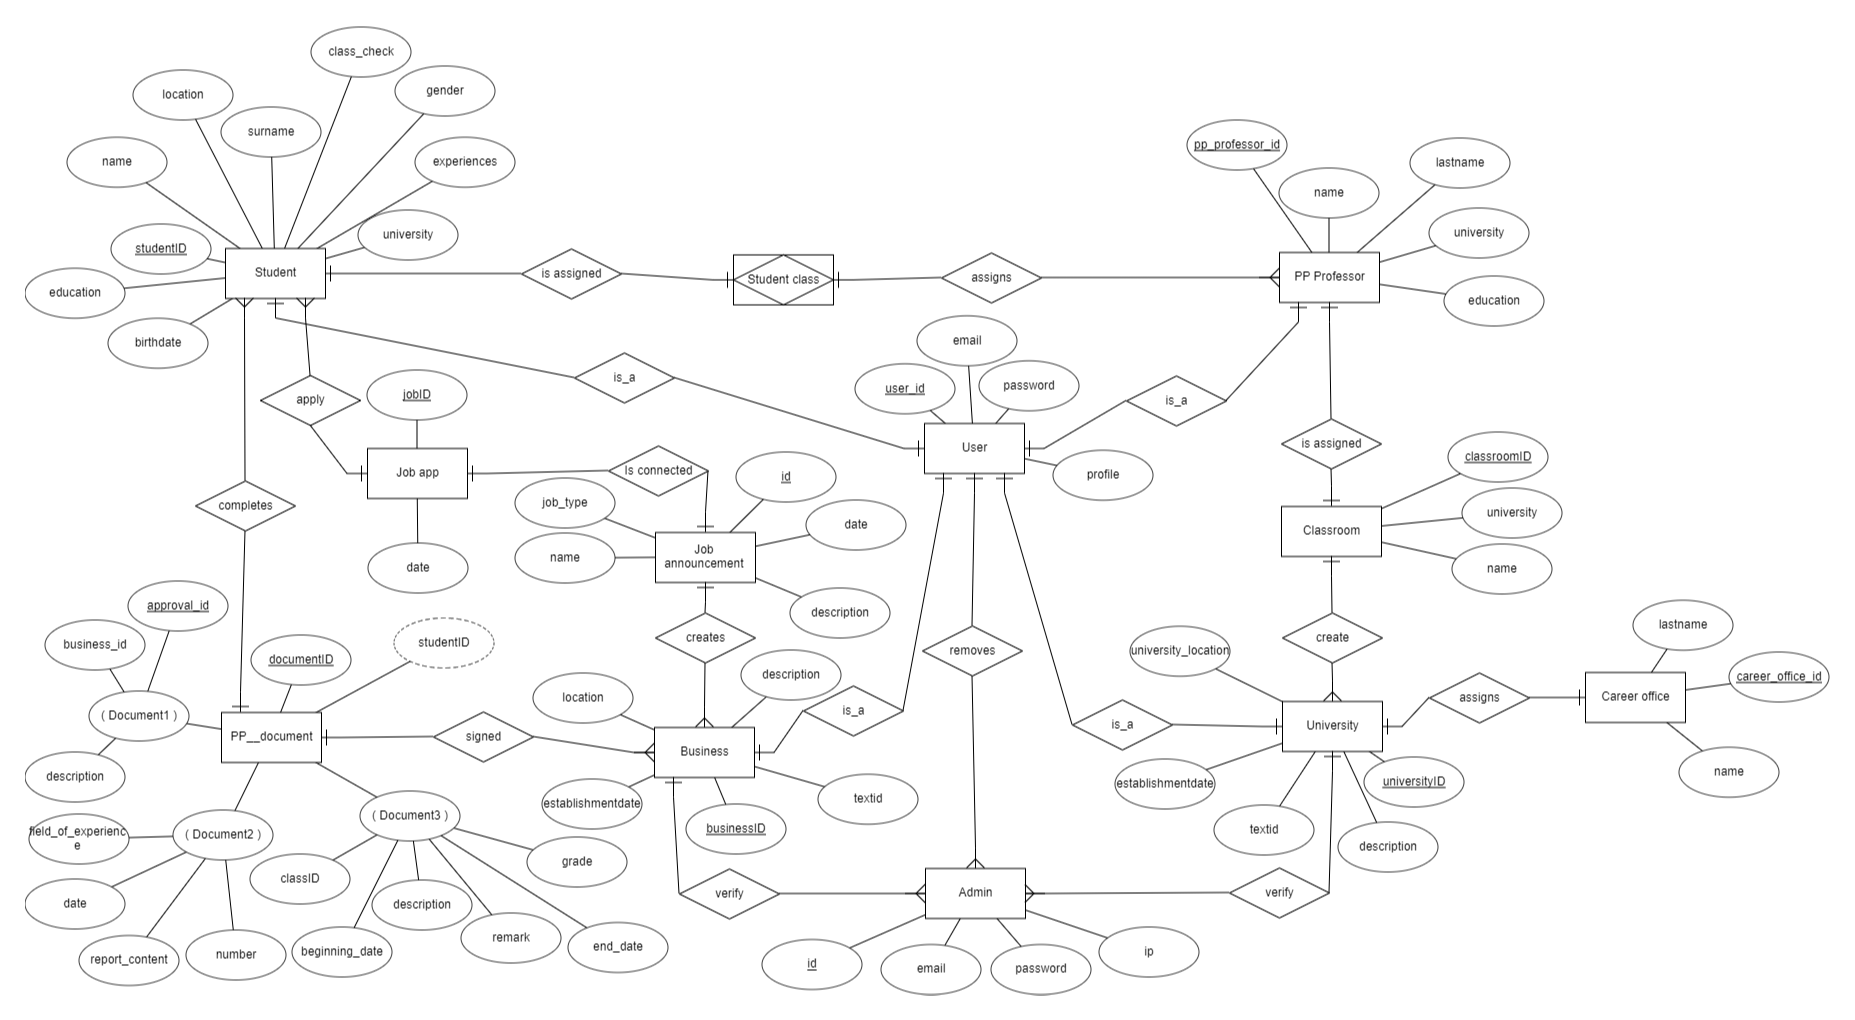 class_check
location
gender
surname
name
experiences
pp_professor_id
lastname
name
university
studentID
university
Student
is assigned
Student class
assigns
PP Professor
education
education
birthdate
email
is_a
user_id
password
is_a
apply
jobID
User
is assigned
classroomID
Job app
Is connected
id
profile
completes
job_type
date
university
Classroom
name
Job
announcement
date
name
approval_id
description
business_id
documentID
studentID
creates
removes
create
lastname
university_location
description
location
career_office_id
( Document1 )
is_a
is_a
assigns
Career office
PP__document
signed
Business
University
description
establishmentdate
textid
establishmentdate
universityID
name
field_of_experienc
e
( Document2 )
( Document3 )
businessID
textid
description
classID
grade
date
description
verify
Admin
verify
report_content
number
beginning_date
remark
end_date
id
email
password
ip